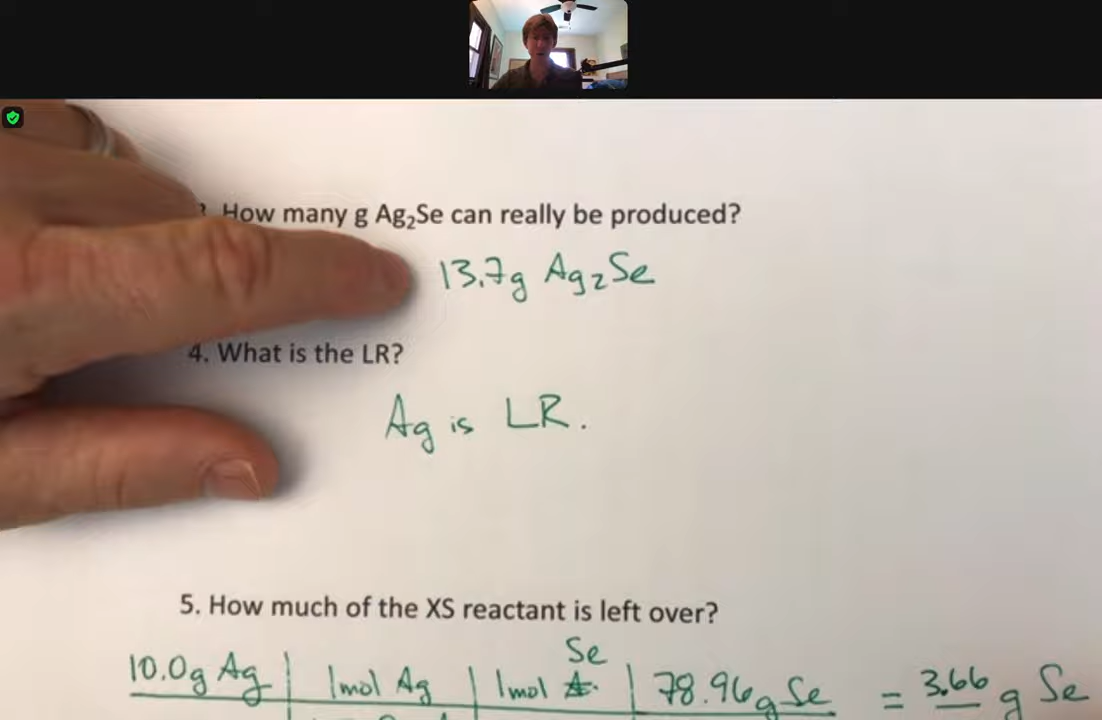 How many g Ag₂Se can really be produced?
13.7g Ag₂Se
4. What is the LR?
Ag is LR.
5. How much of the XS reactant is left over?
Se
10.0g Ag | 1mol Ag | 1mol | 78.96g Se = 3.66 g Se